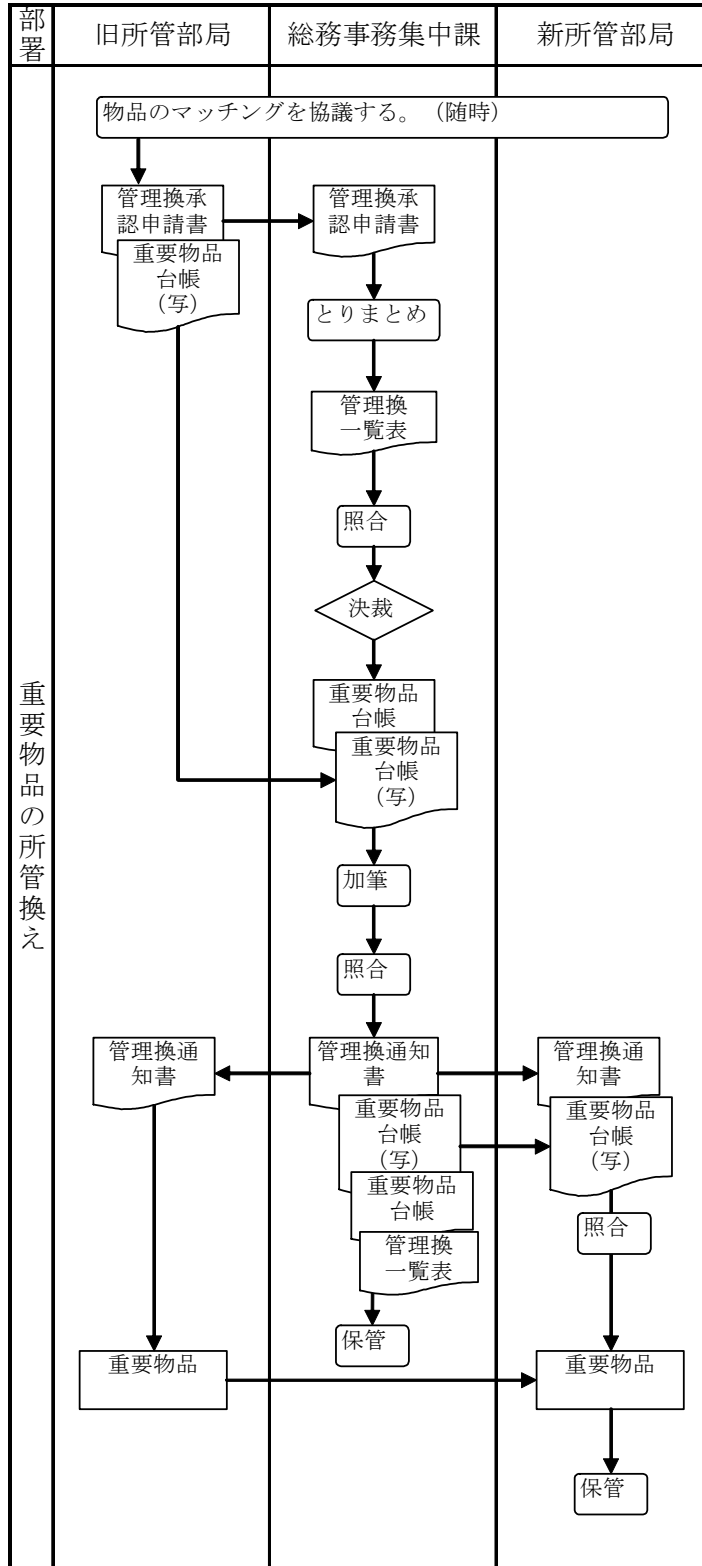 部署
旧所管部局
総務事務集中課
新所管部局
重要物品の所管換え
物品のマッチングを協議する。（随時）
管理換承
認申請書
重要物品
台帳
（写）
管理換承
認申請書
とりまとめ
管理換
一覧表
照合
決裁
重要物品
台帳
重要物品
台帳
（写）
加筆
照合
管理換通
知書
管理換通知
書
管理換通
知書
重要物品
台帳
（写）
重要物品
台帳
（写）
重要物品
台帳
管理換
一覧表
照合
保管
重要物品
重要物品
保管